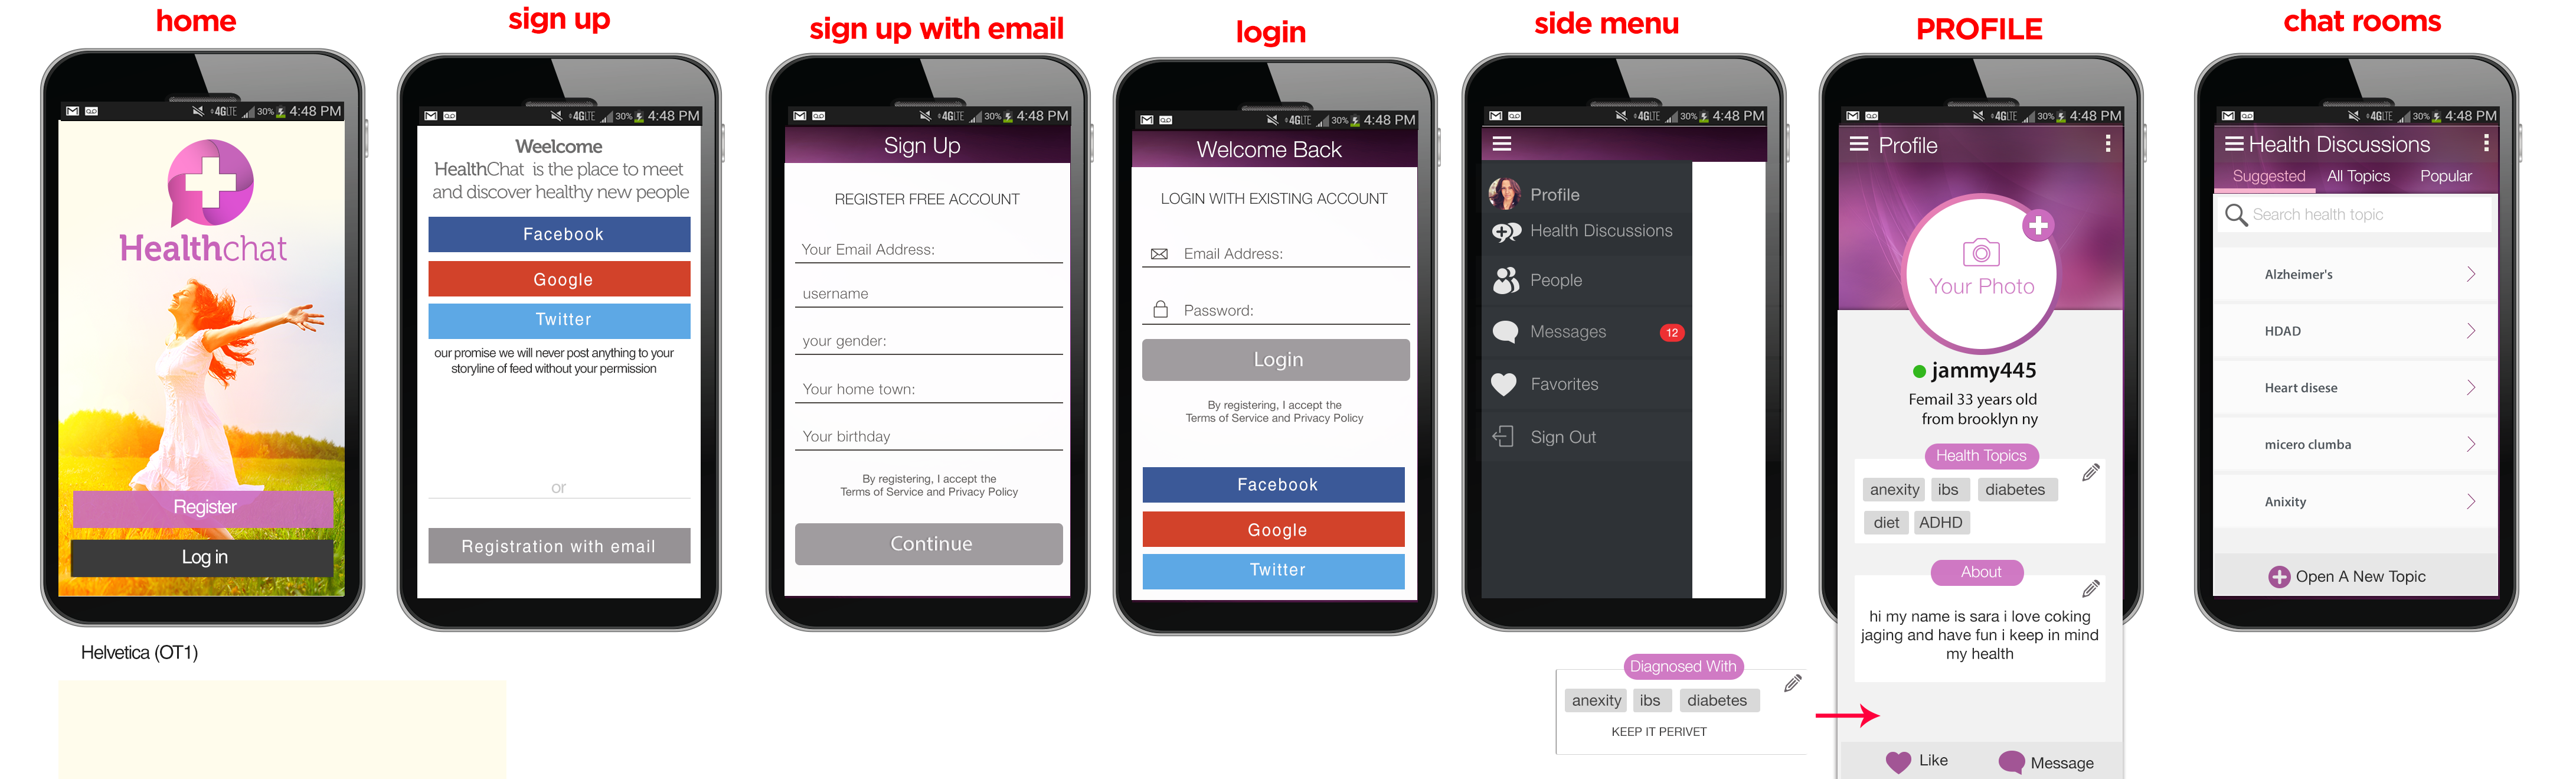 home
4G LTE 30% 4:48 PM
Healthchat
Register
Log in
Helvetica (OT1)
sign up
4G LTE 30% 4:48 PM
Weelcome
HealthChat is the place to meet
and discover healthy new people
Facebook
Google
Twitter
our promise we will never post anything to your
storyline of feed without your permission
or
Registration with email
sign up with email
4G LTE 30% 4:48 PM
Sign Up
REGISTER FREE ACCOUNT
Your Email Address:
username
your gender:
Your home town:
Your birthday
By registering, I accept the
Terms of Service and Privacy Policy
Continue
login
4G LTE 30% 4:48 PM
Welcome Back
LOGIN WITH EXISTING ACCOUNT
Email Address:
Password:
Login
By registering, I accept the
Terms of Service and Privacy Policy
Facebook
Google
Twitter
side menu
4G LTE 30% 4:48 PM
Profile
Health Discussions
People
Messages 12
Favorites
Sign Out
Diagnosed With
anexity ibs diabetes
KEEP IT PERIVET
PROFILE
4G LTE 30% 4:48 PM
Profile
Your Photo
jammy445
Femail 33 years old
from brooklyn ny
Health Topics
anexity ibs diabetes
diet ADHD
About
hi my name is sara i love coking
jaging and have fun i keep in mind
my health
Like Message
chat rooms
4G LTE 30% 4:48 PM
Health Discussions
Suggested All Topics Popular
Search health topic
Alzheimer's
HDAD
Heart disese
micero clumba
Anixity
Open A New Topic